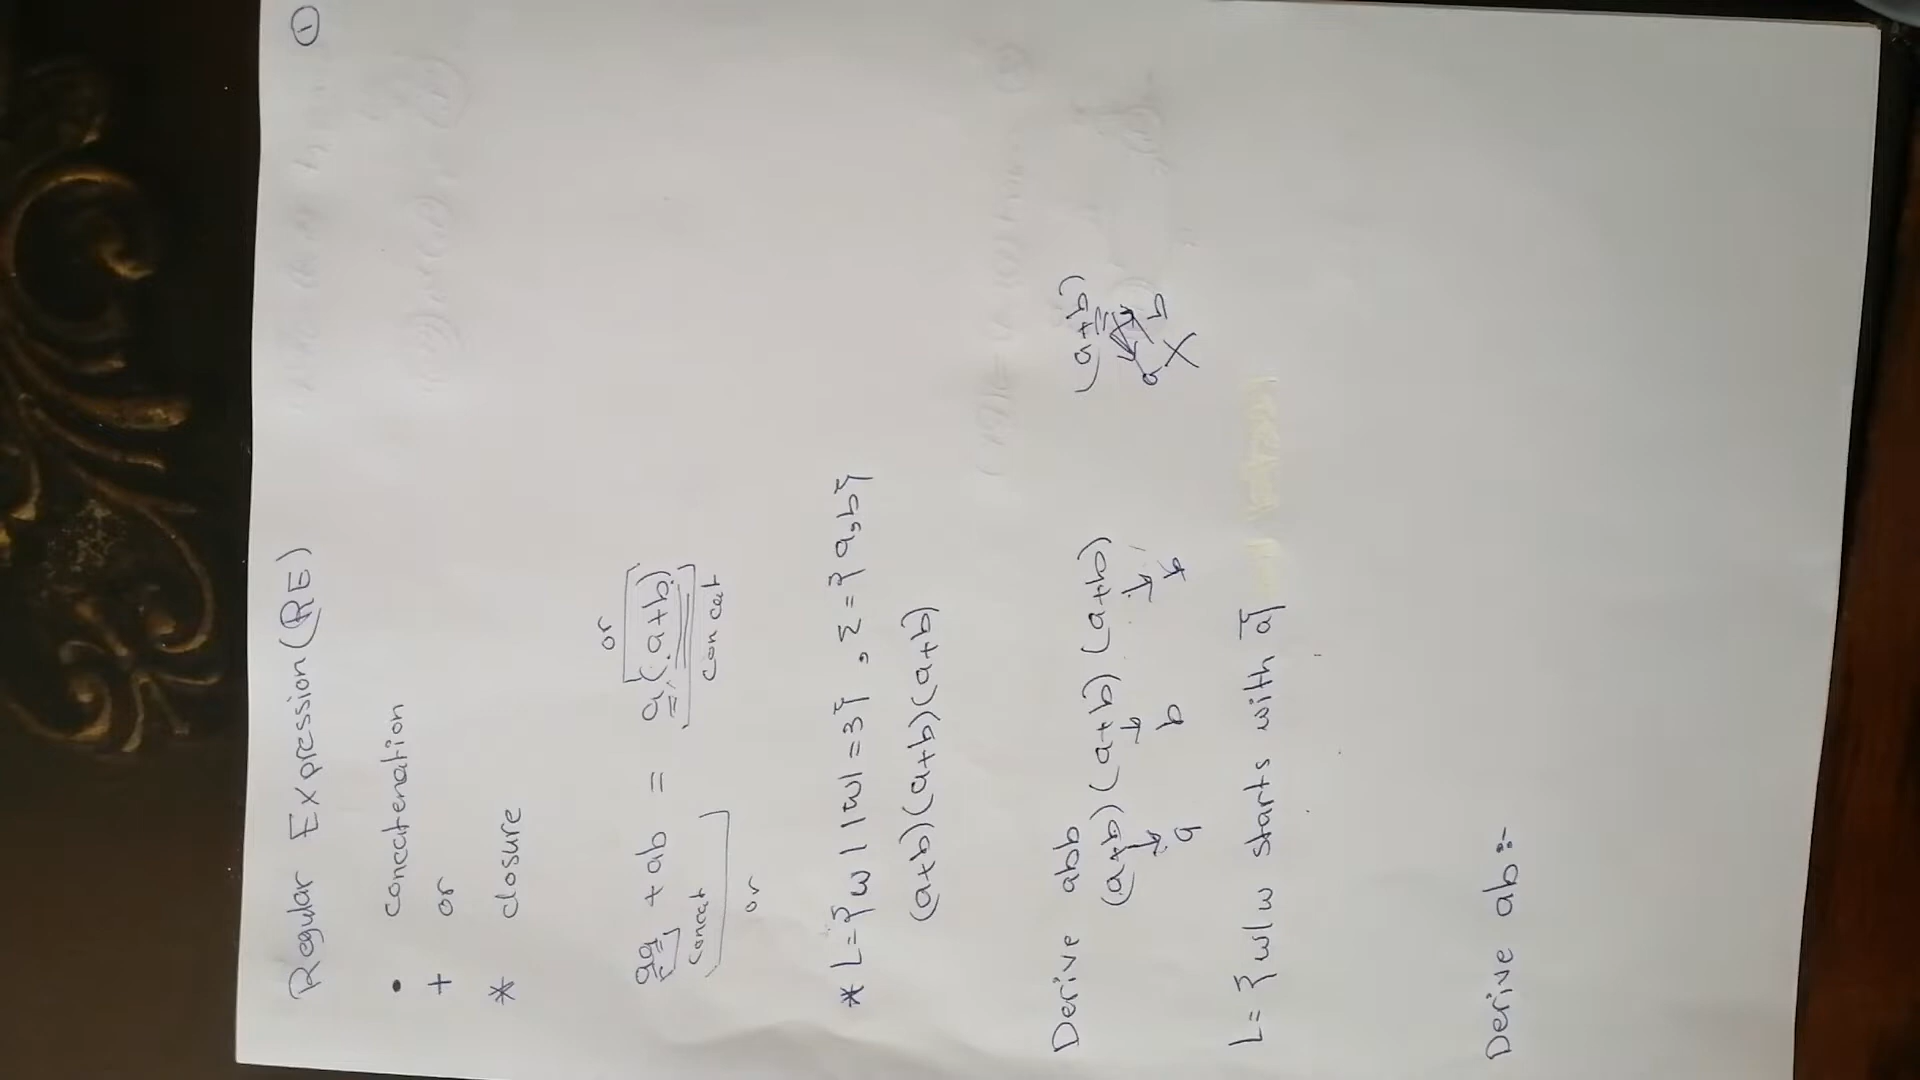 ①
Regular Expression (RE)
• concatenation
+ or
* closure
or
aa + ab = a(a+b)
concat concat
or
* L={w | |w|=3}, Σ={a,b}
(a+b)(a+b)(a+b)
Derive abb
(a+b)(a+b)(a+b) (a+b)
a b b a b
X
L={w|w starts with a}
Derive ab:-